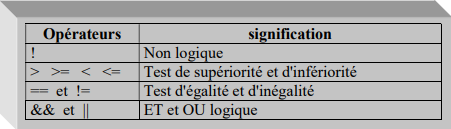 Opérateurs signification
! Non logique
> >= < <= Test de supériorité et d'infériorité
== et != Test d'égalité et d'inégalité
&& et || ET et OU logique